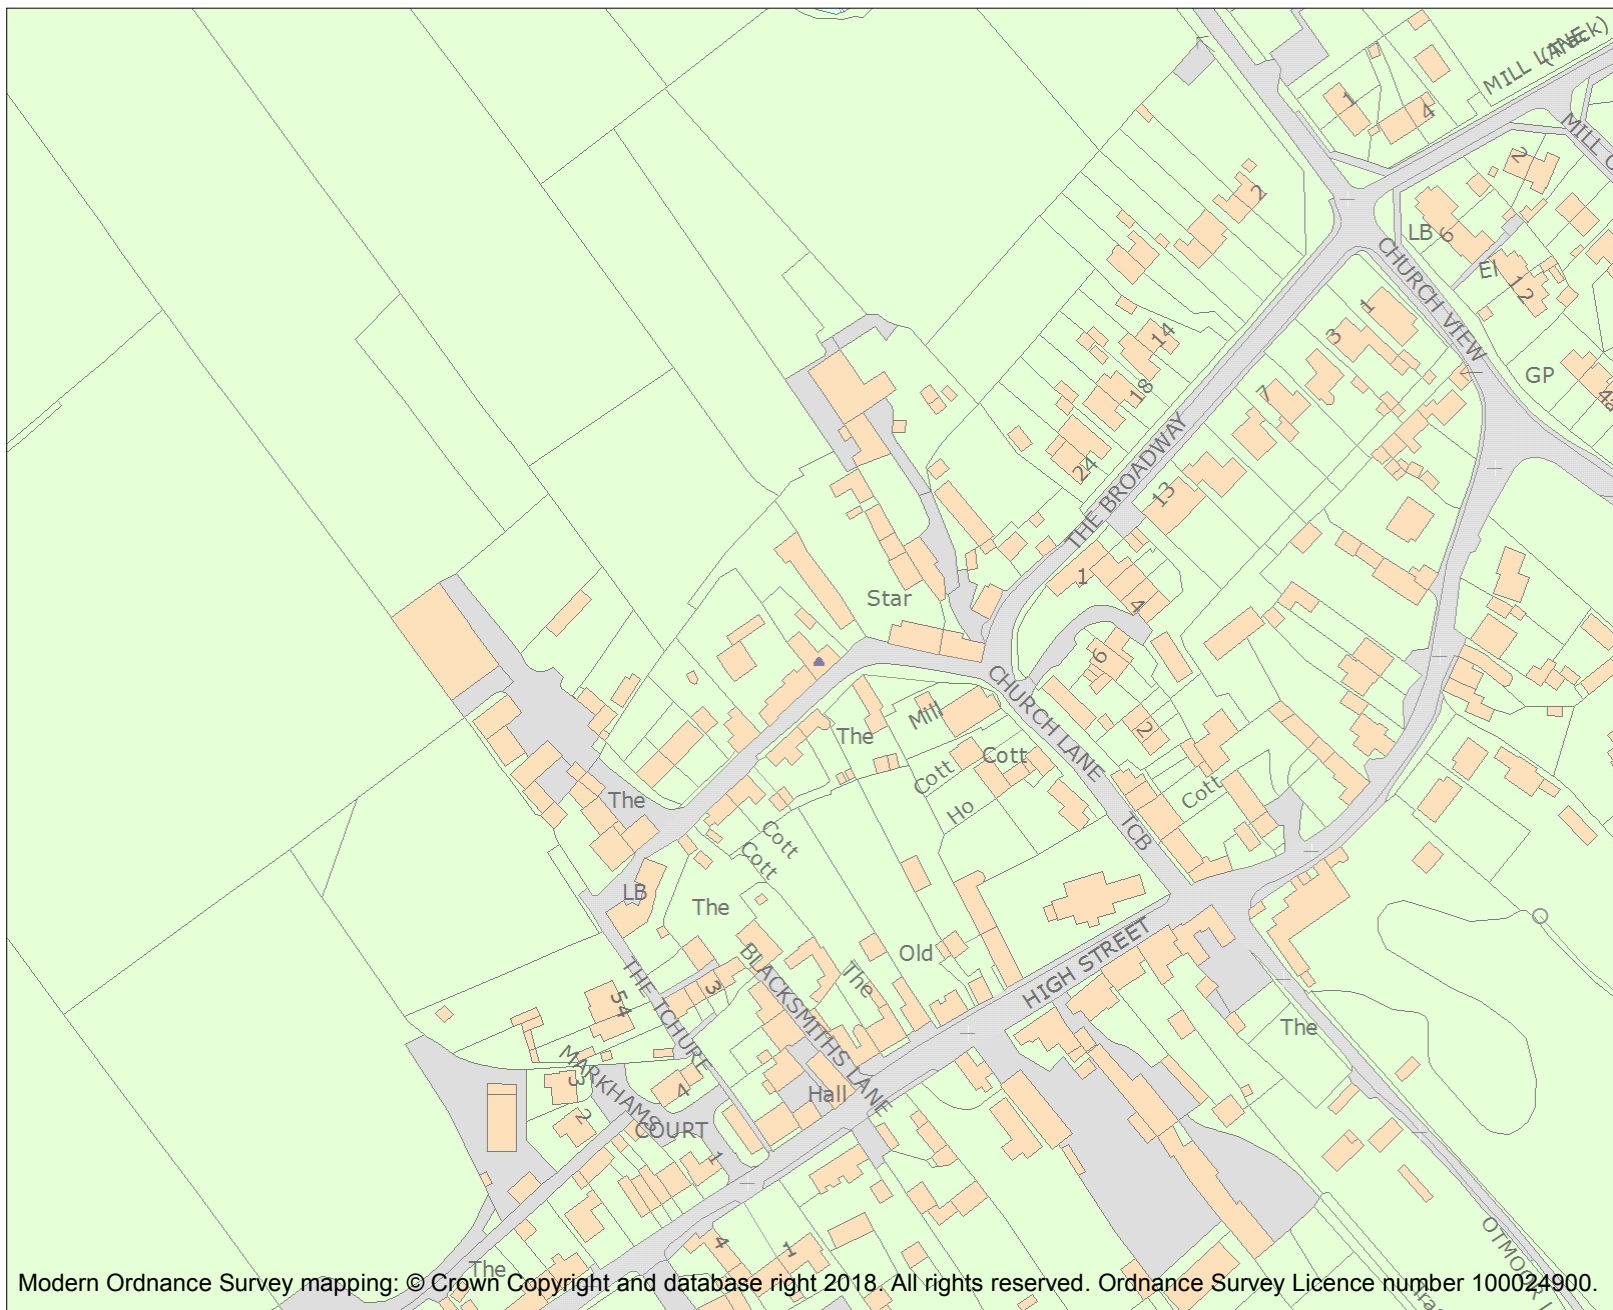 MILL LANE
(Track)
1
4
MILL
2
2
LB
6
El
12
CHURCH VIEW
1
3
GP
14
7
18
24
13
THE BROADWAY
1
Star
4
6
CHURCH LANE
Mill
The
Cott
2
Cott
Cott
Ho
The
TCB
Cott
Cott
LB
The
HIGH STREET
Old
BLACKSMITHS LANE
The
3
54
THE TCHURE
The
MARKHAMS
COURT
3
4
2
Hall
1
4
1
The
Modern Ordnance Survey mapping: © Crown Copyright and database right 2018. All rights reserved. Ordnance Survey Licence number 100024900.